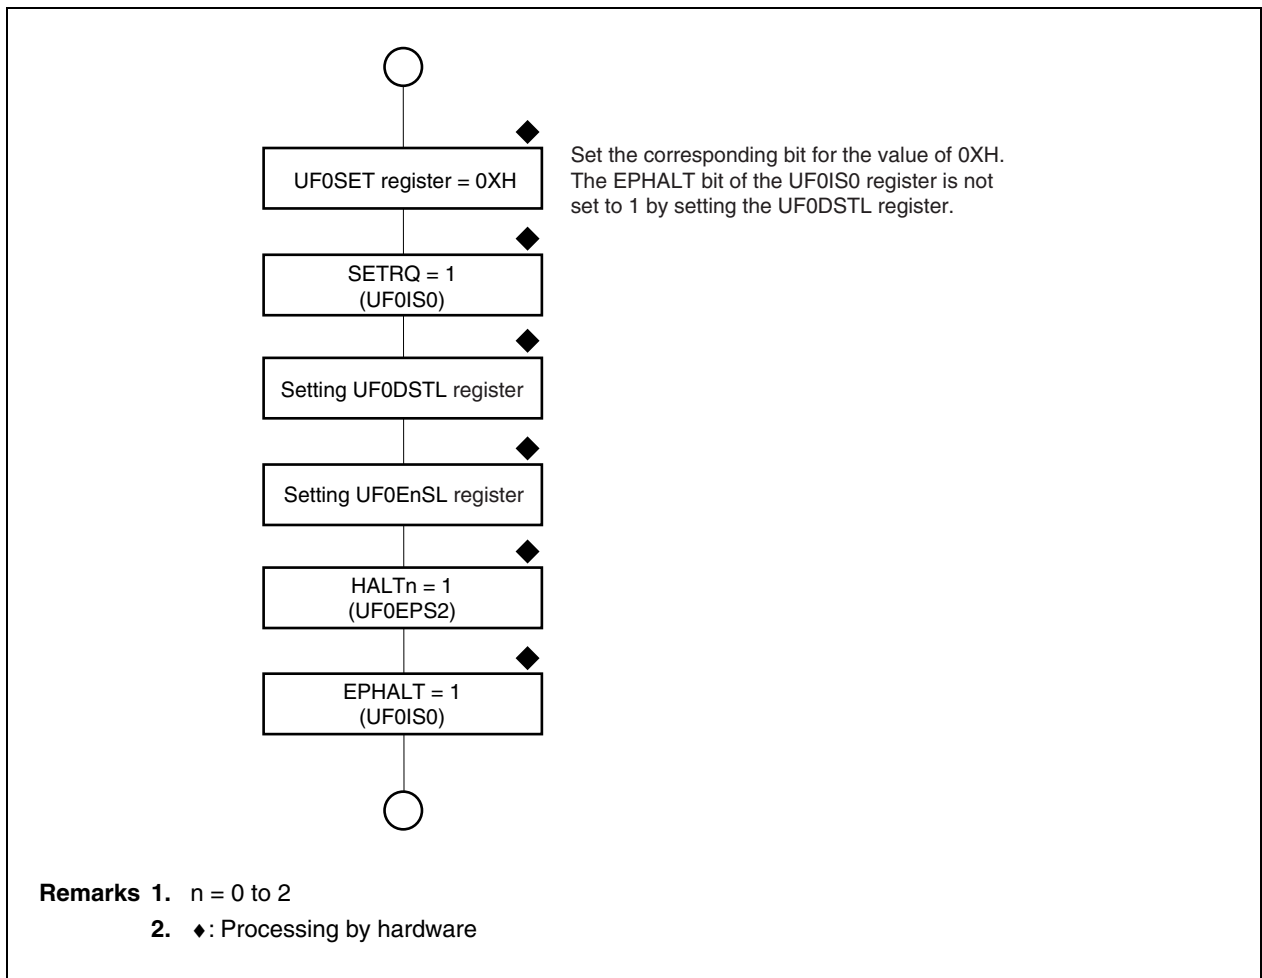 UF0SET register = 0XH
Set the corresponding bit for the value of 0XH.
The EPHALT bit of the UF0IS0 register is not
set to 1 by setting the UF0DSTL register.
SETRQ = 1
(UF0IS0)
Setting UF0DSTL register
Setting UF0EnSL register
HALTn = 1
(UF0EPS2)
EPHALT = 1
(UF0IS0)
Remarks 1. n = 0 to 2
2. ♦: Processing by hardware